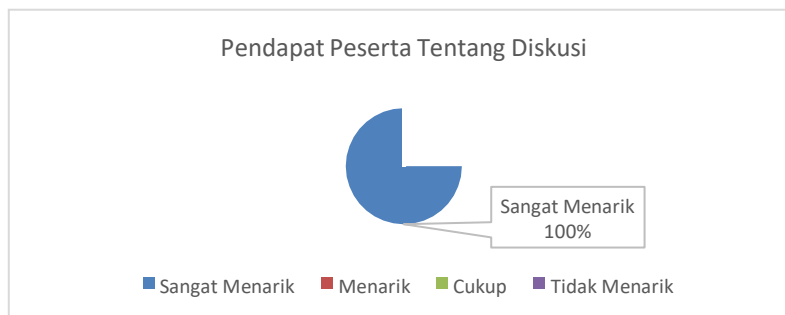 Pendapat Peserta Tentang Diskusi
Sangat Menarik
100%
Sangat Menarik Menarik Cukup Tidak Menarik